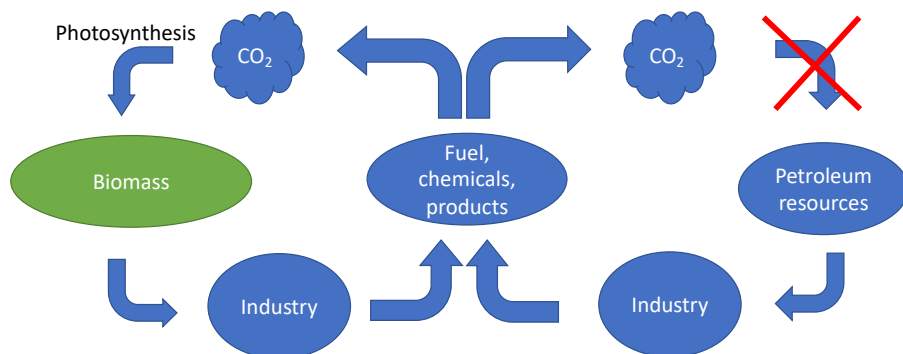 Photosynthesis
CO₂
CO₂
Biomass
Fuel,
chemicals,
products
Petroleum
resources
Industry
Industry